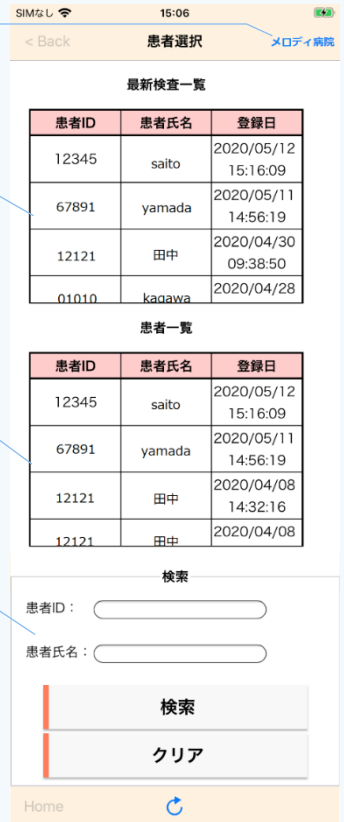 SIMなし 15:06
< Back 患者選択 メロディ病院
最新検査一覧
患者ID 患者氏名 登録日
12345 saito 2020/05/12 15:16:09
67891 yamada 2020/05/11 14:56:19
12121 田中 2020/04/30 09:38:50
01010 kagawa 2020/04/28
患者一覧
患者ID 患者氏名 登録日
12345 saito 2020/05/12 15:16:09
67891 yamada 2020/05/11 14:56:19
12121 田中 2020/04/08 14:32:16
12121 田中 2020/04/08
検索
患者ID：
患者氏名：
検索
クリア
Home